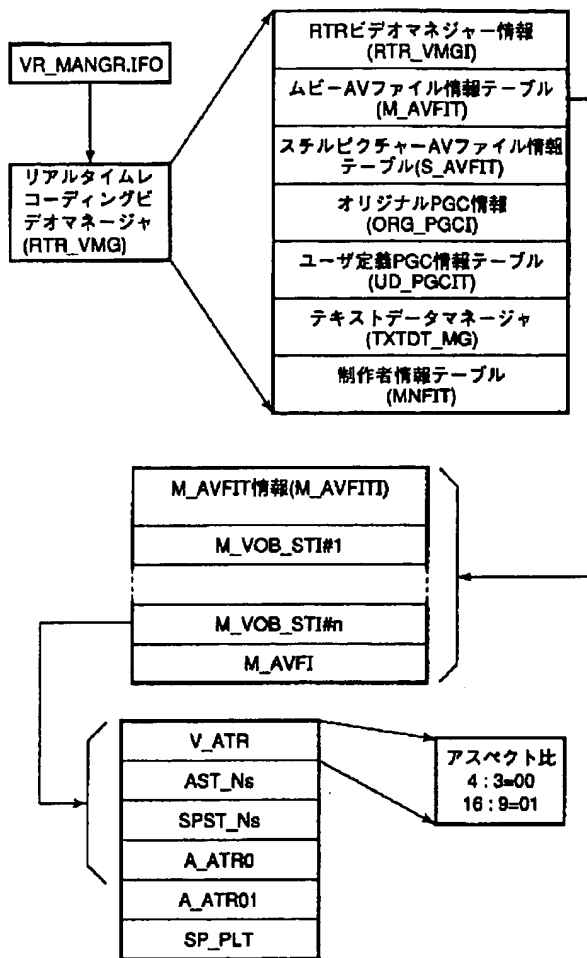 VR_MANGR.IFO
リアルタイムレ
コーディングビ
デオマネージャ
(RTR_VMG)
RTRビデオマネジャー情報
(RTR_VMGI)
ムビーAVファイル情報テーブル
(M_AVFIT)
スチルピクチャーAVファイル情報
テーブル(S_AVFIT)
オリジナルPGC情報
(ORG_PGCI)
ユーザ定義PGC情報テーブル
(UD_PGCIT)
テキストデータマネージャ
(TXTDT_MG)
制作者情報テーブル
(MNFIT)
M_AVFIT情報(M_AVFITI)
M_VOB_STI#1
M_VOB_STI#n
M_AVFI
V_ATR
AST_Ns
SPST_Ns
A_ATR0
A_ATR01
SP_PLT
アスペクト比
4：3=00
16：9=01